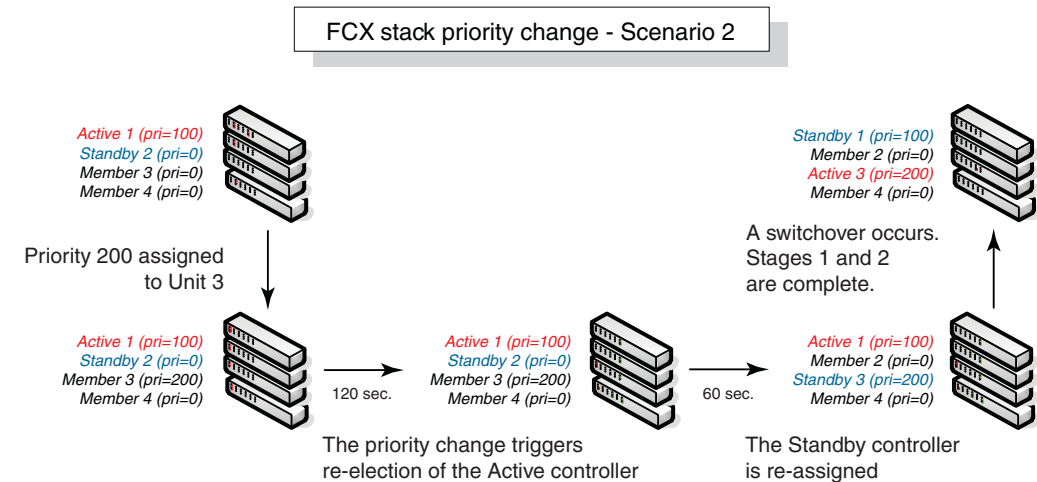 FCX stack priority change - Scenario 2
Active 1 (pri=100)
Standby 2 (pri=0)
Member 3 (pri=0)
Member 4 (pri=0)
Priority 200 assigned
to Unit 3
Active 1 (pri=100)
Standby 2 (pri=0)
Member 3 (pri=200)
Member 4 (pri=0)
120 sec.
Active 1 (pri=100)
Standby 2 (pri=0)
Member 3 (pri=200)
Member 4 (pri=0)
The priority change triggers
re-election of the Active controller
60 sec.
Active 1 (pri=100)
Member 2 (pri=0)
Standby 3 (pri=200)
Member 4 (pri=0)
The Standby controller
is re-assigned
A switchover occurs.
Stages 1 and 2
are complete.
Standby 1 (pri=100)
Member 2 (pri=0)
Active 3 (pri=200)
Member 4 (pri=0)